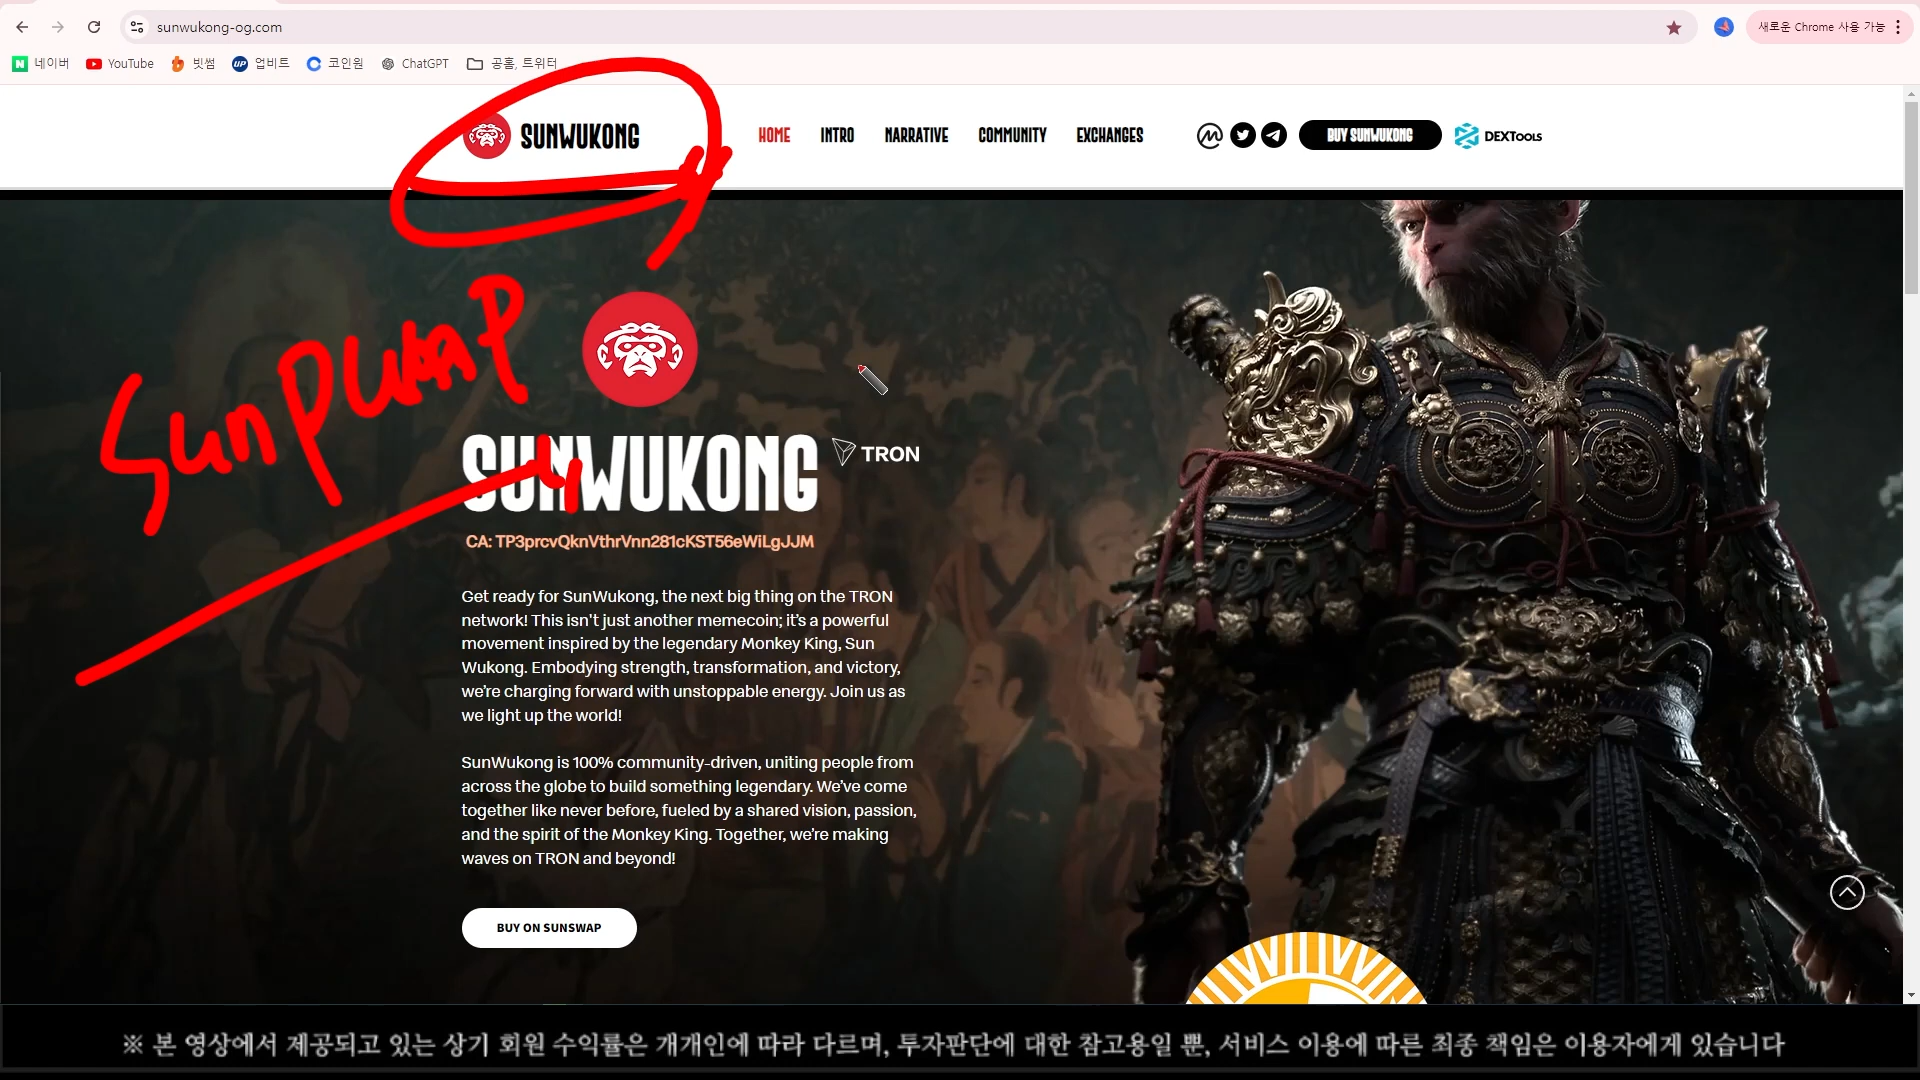 sunwukong-og.com
새로운 Chrome 사용 가능
네이버 YouTube 빗썸 업비트 코인원 ChatGPT 공홈, 트위터
SUNWUKONG HOME INTRO NARRATIVE COMMUNITY EXCHANGES BUY SUNWUKONG DEXTools
SunPump
SUNWUKONG TRON
CA: TP3prcvQknVthrVnn281cKST56eWiLgJJM
Get ready for SunWukong, the next big thing on the TRON
network! This isn't just another memecoin; it's a powerful
movement inspired by the legendary Monkey King, Sun
Wukong. Embodying strength, transformation, and victory,
we're charging forward with unstoppable energy. Join us as
we light up the world!
SunWukong is 100% community-driven, uniting people from
across the globe to build something legendary. We've come
together like never before, fueled by a shared vision, passion,
and the spirit of the Monkey King. Together, we're making
waves on TRON and beyond!
BUY ON SUNSWAP
※ 본 영상에서 제공되고 있는 상기 회원 수익률은 개개인에 따라 다르며, 투자판단에 대한 참고용일 뿐, 서비스 이용에 따른 최종 책임은 이용자에게 있습니다